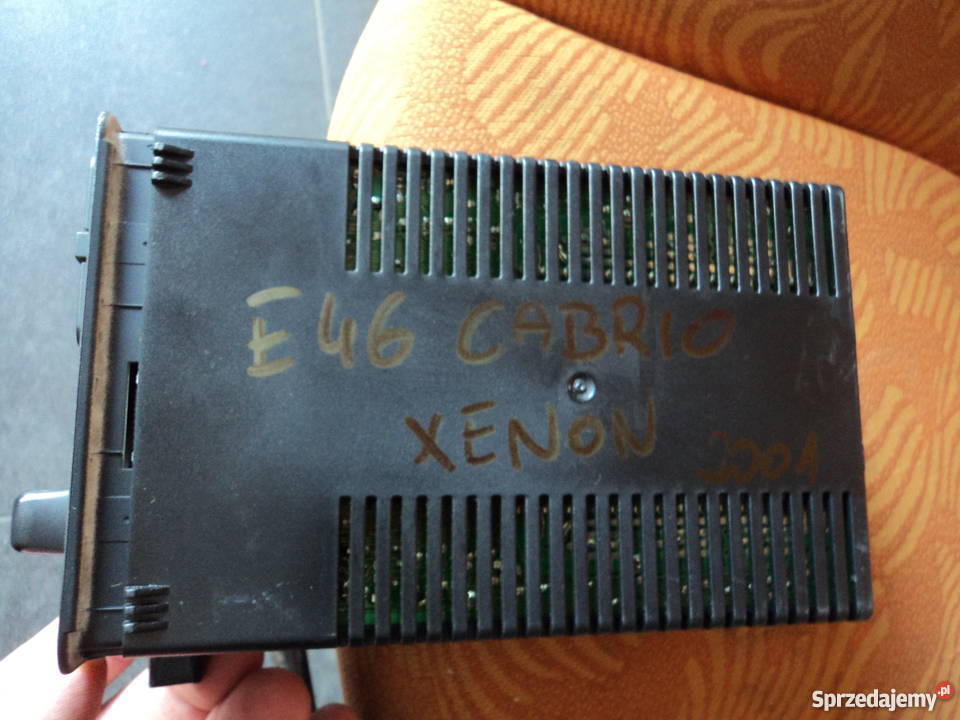 E46 CABRIO
XENON
2001
Sprzedajemy.pl